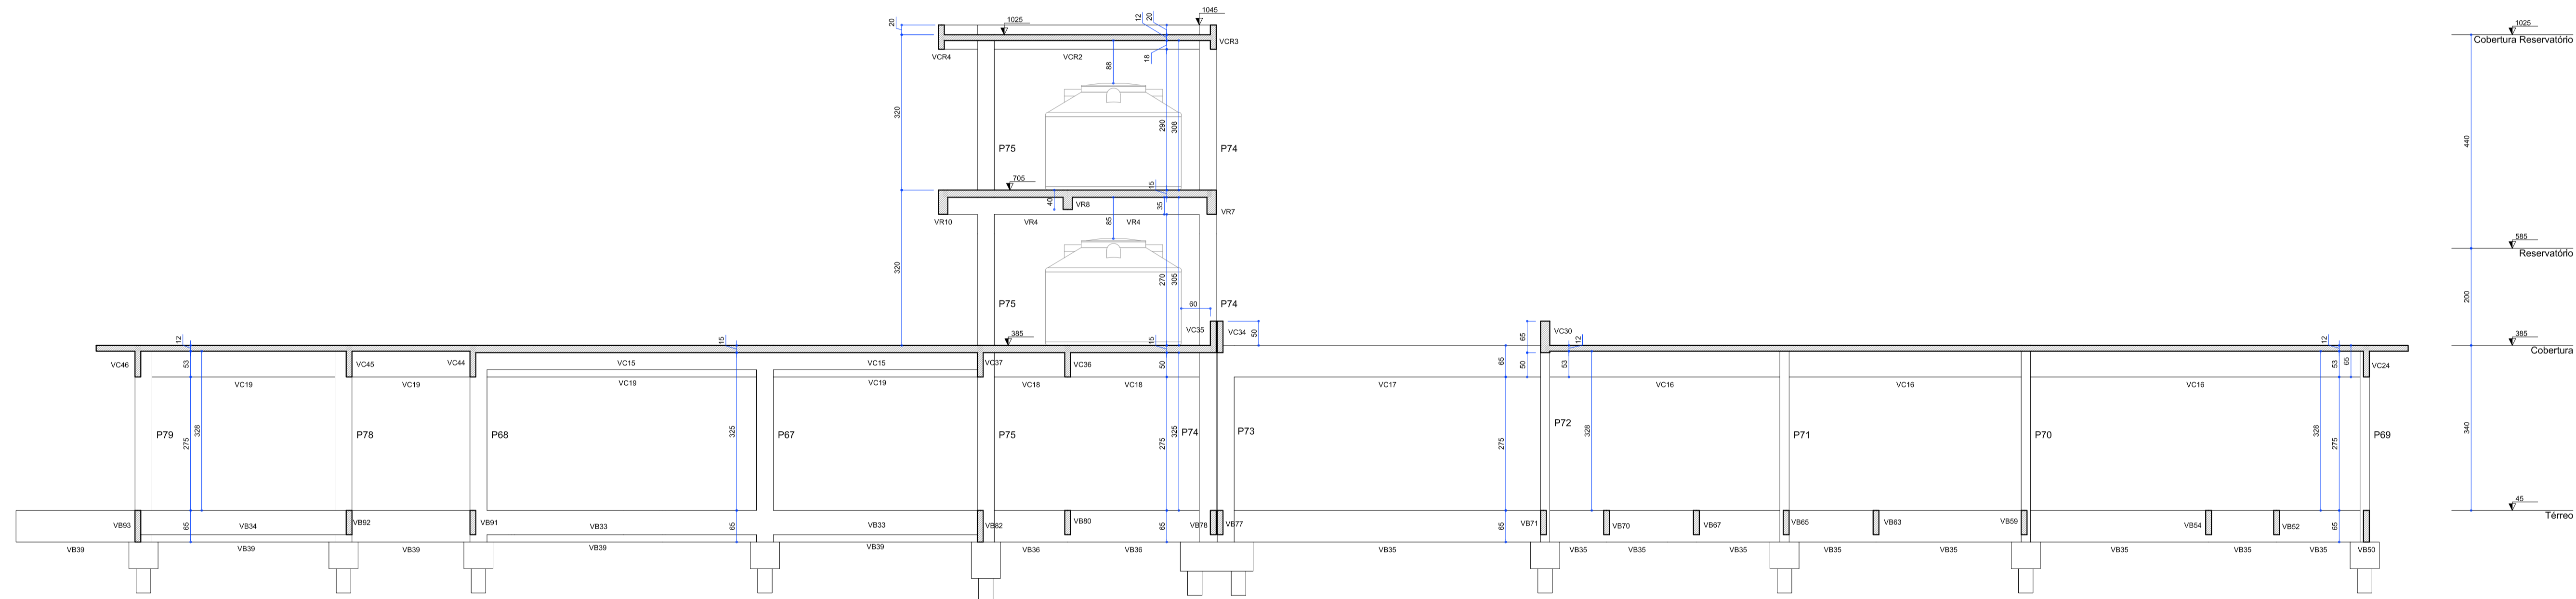 20
1025
12
20
1045
1025
Cobertura Reservatório
VCR4
VCR2
18
VCR3
88
320
290
308
440
P75
P74
705
15
40
VR8
35
VR10
VR4
85
VR4
VR7
585
Reservatório
320
270
305
200
60
P75
P74
385
VC35
VC34
50
65
VC30
385
Cobertura
12
15
15
12
12
VC46
53
VC45
VC44
VC15
VC15
VC37
VC36
50
65
50
53
53
65
VC24
VC19
VC19
VC19
VC19
VC18
VC18
VC17
VC16
VC16
VC16
P79
275
328
P78
P68
325
P67
P75
275
325
P74
P73
275
P72
328
P71
P70
328
275
P69
340
45
Térreo
VB93
65
VB34
VB92
VB91
VB33
65
VB33
VB82
VB80
65
VB78
VB77
65
VB71
VB70
VB67
VB65
VB63
VB59
VB54
VB52
65
VB39
VB39
VB39
VB39
VB39
VB36
VB36
VB35
VB35
VB35
VB35
VB35
VB35
VB35
VB35
VB35
VB50